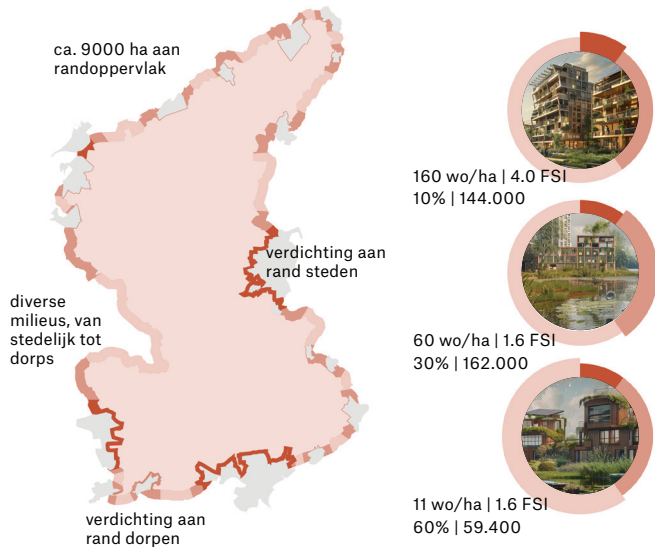 ca. 9000 ha aan
randoppervlak
160 wo/ha | 4.0 FSI
10% | 144.000
verdichting aan
rand steden
diverse
milieus, van
stedelijk tot
dorps
60 wo/ha | 1.6 FSI
30% | 162.000
11 wo/ha | 1.6 FSI
60% | 59.400
verdichting aan
rand dorpen